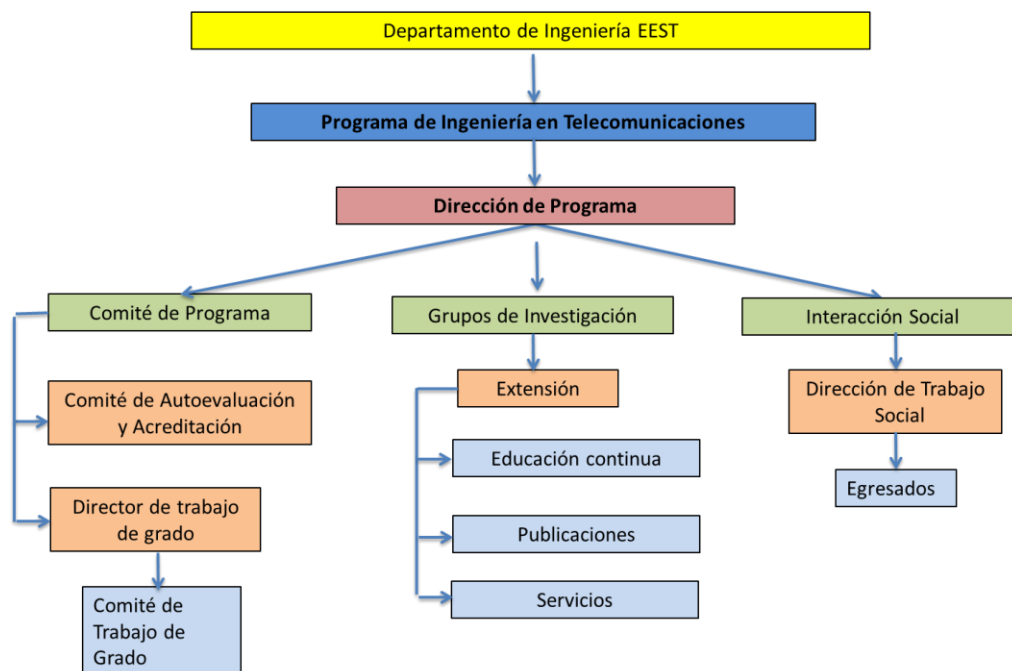 Departamento de Ingeniería EEST
Programa de Ingeniería en Telecomunicaciones
Dirección de Programa
Comité de Programa
Grupos de Investigación
Interacción Social
Comité de Autoevaluación
y Acreditación
Extensión
Dirección de Trabajo
Social
Educación continua
Egresados
Director de trabajo
de grado
Publicaciones
Servicios
Comité de
Trabajo de
Grado